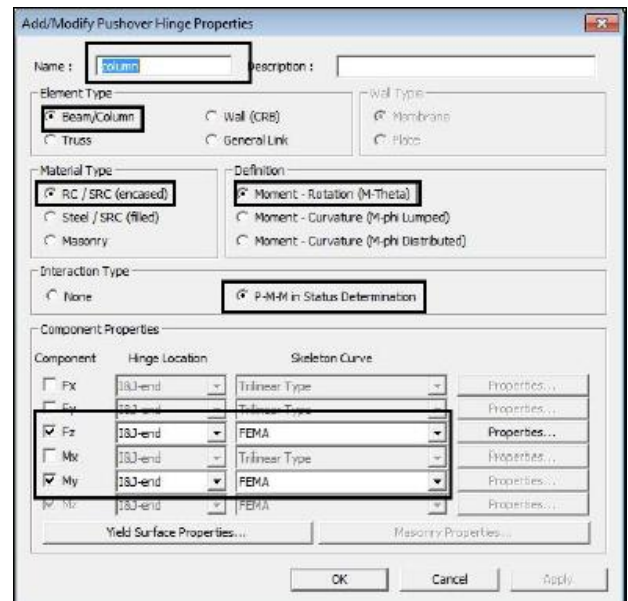 Add/Modify Pushover Hinge Properties
Name : column Description :
Element Type
Wall Type
Beam/Column Wall (CRB) Membrane
Truss General Link Plate
Material Type
Definition
RC / SRC (encased) Moment - Rotation (M-Theta)
Steel / SRC (filled) Moment - Curvature (M-phi Lumped)
Masonry Moment - Curvature (M-phi Distributed)
Interaction Type
None P-M-M in Status Determination
Component Properties
Component Hinge Location Skeleton Curve
Fx I&J-end Trilinear Type Properties...
Fy I&J-end Trilinear Type Properties...
Fz I&J-end FEMA Properties...
Mx I&J-end Trilinear Type Properties...
My I&J-end FEMA Properties...
Mz I&J-end FEMA Properties...
Yield Surface Properties... Masonry Properties...
OK Cancel Apply